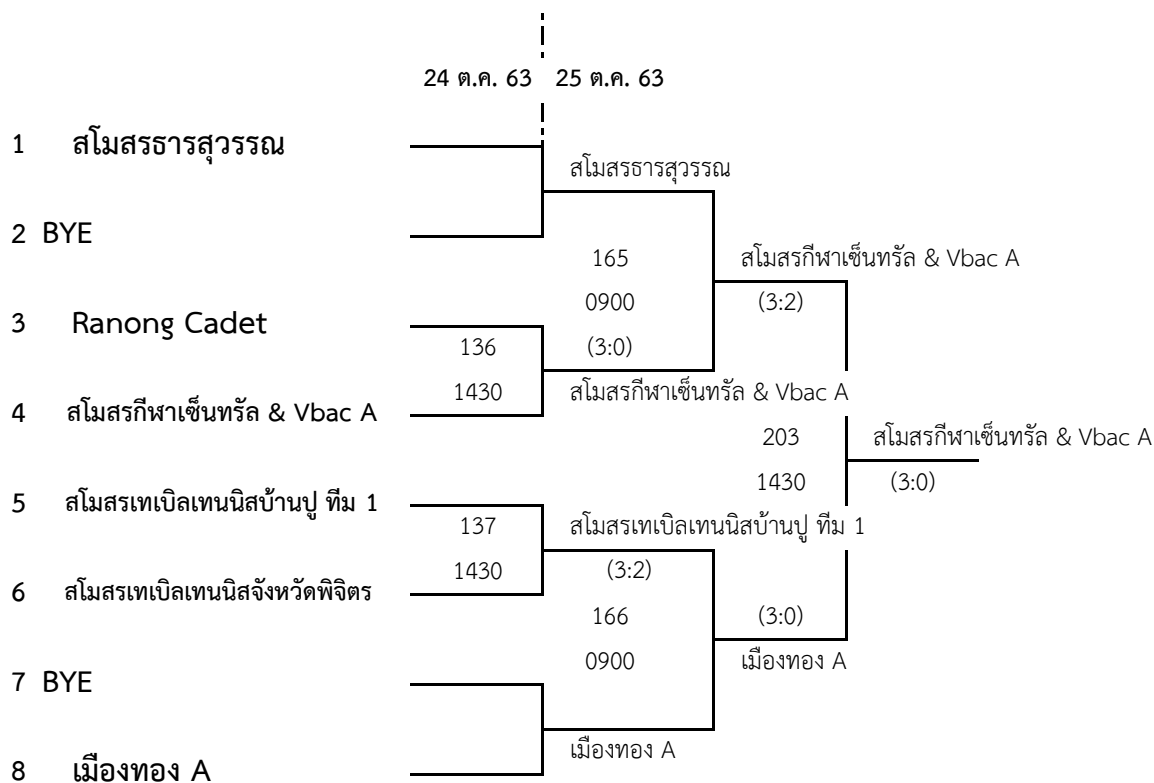 24 ต.ค. 63 25 ต.ค. 63
1 สโมสรธารสุวรรณ
สโมสรธารสุวรรณ
2 BYE
165 สโมสรกีฬาเซ็นทรัล & Vbac A
0900 (3:2)
3 Ranong Cadet
136 (3:0)
1430 สโมสรกีฬาเซ็นทรัล & Vbac A
4 สโมสรกีฬาเซ็นทรัล & Vbac A
203 สโมสรกีฬาเซ็นทรัล & Vbac A
1430 (3:0)
5 สโมสรเทเบิลเทนนิสบ้านปู ทีม 1
137 สโมสรเทเบิลเทนนิสบ้านปู ทีม 1
1430 (3:2)
6 สโมสรเทเบิลเทนนิสจังหวัดพิจิตร
166 (3:0)
0900 เมืองทอง A
7 BYE
เมืองทอง A
8 เมืองทอง A